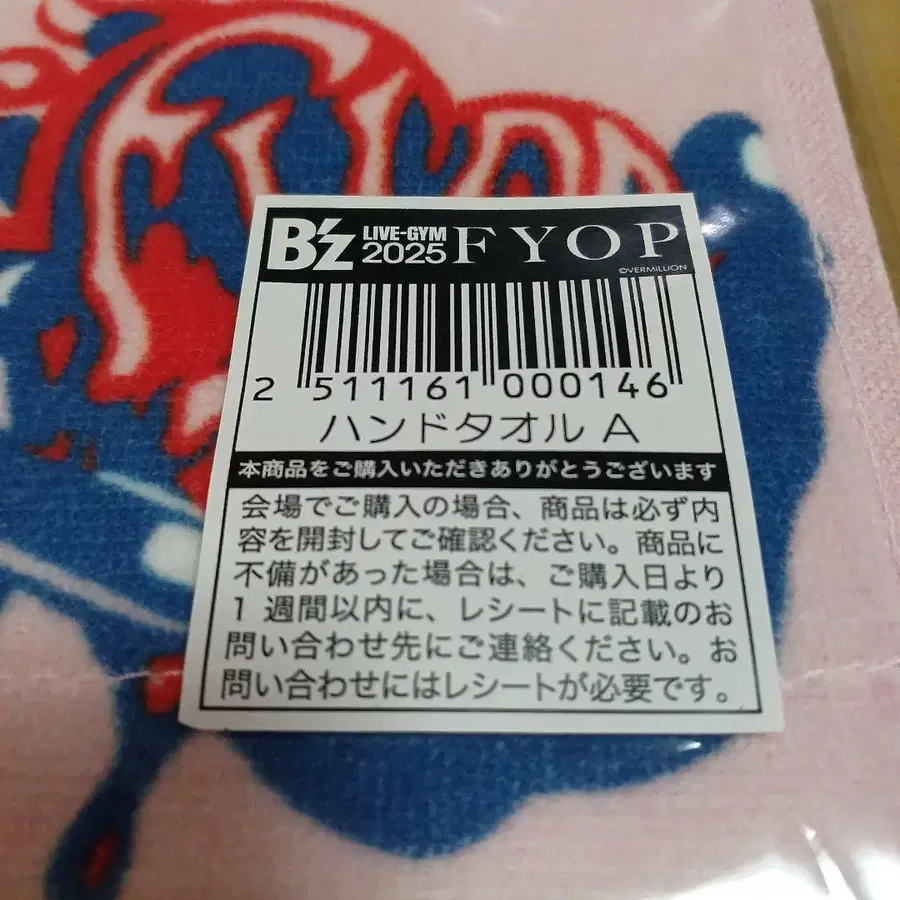 B'z LIVE-GYM 2025 FYOP
©VERMILLION
2 511161 000146
ハンドタオル A
本商品をご購入いただきありがとうございます
会場でご購入の場合、商品は必ず内
容を開封してご確認ください。商品に
不備があった場合は、ご購入日より
1 週間以内に、レシートに記載のお
問い合わせ先にご連絡ください。お
問い合わせにはレシートが必要です。